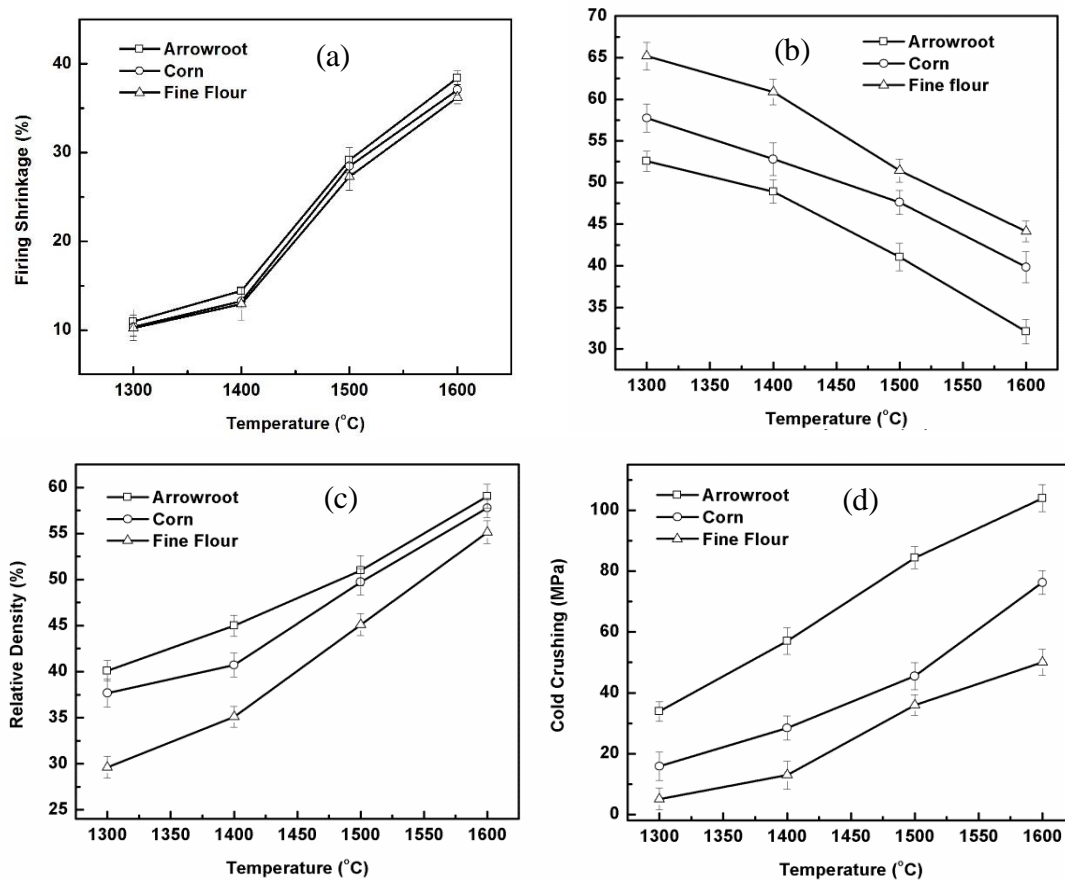 (a)
Arrowroot
Corn
Fine Flour
Firing Shrinkage (%)
40
30
20
10
1300 1400 1500 1600
Temperature (°C)
(b)
Arrowroot
Corn
Fine flour
70
65
60
55
50
45
40
35
30
1300 1350 1400 1450 1500 1550 1600
Temperature (°C)
(c)
Arrowroot
Corn
Fine Flour
Relative Density (%)
60
55
50
45
40
35
30
25
1300 1350 1400 1450 1500 1550 1600
Temperature (°C)
(d)
Arrowroot
Corn
Fine Flour
Cold Crushing (MPa)
100
80
60
40
20
0
1300 1350 1400 1450 1500 1550 1600
Temperature (°C)